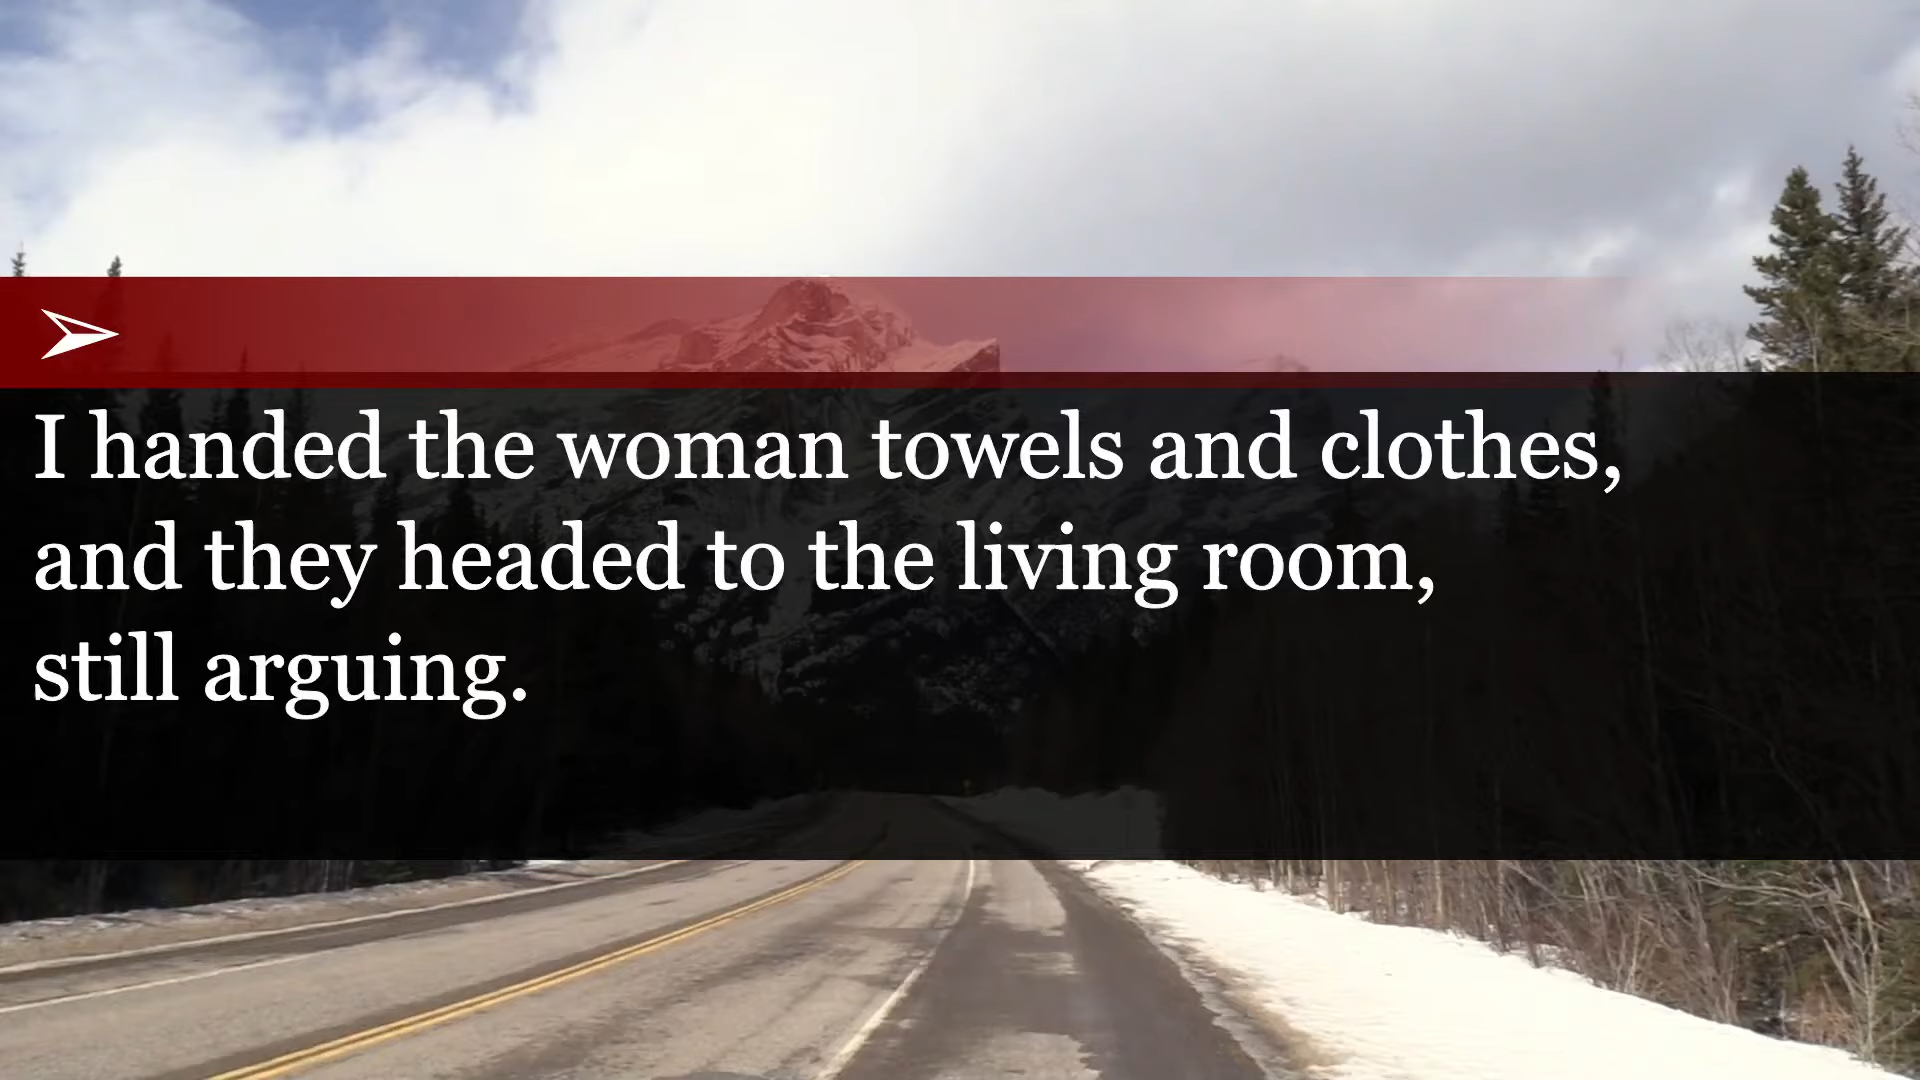 I handed the woman towels and clothes,
and they headed to the living room,
still arguing.